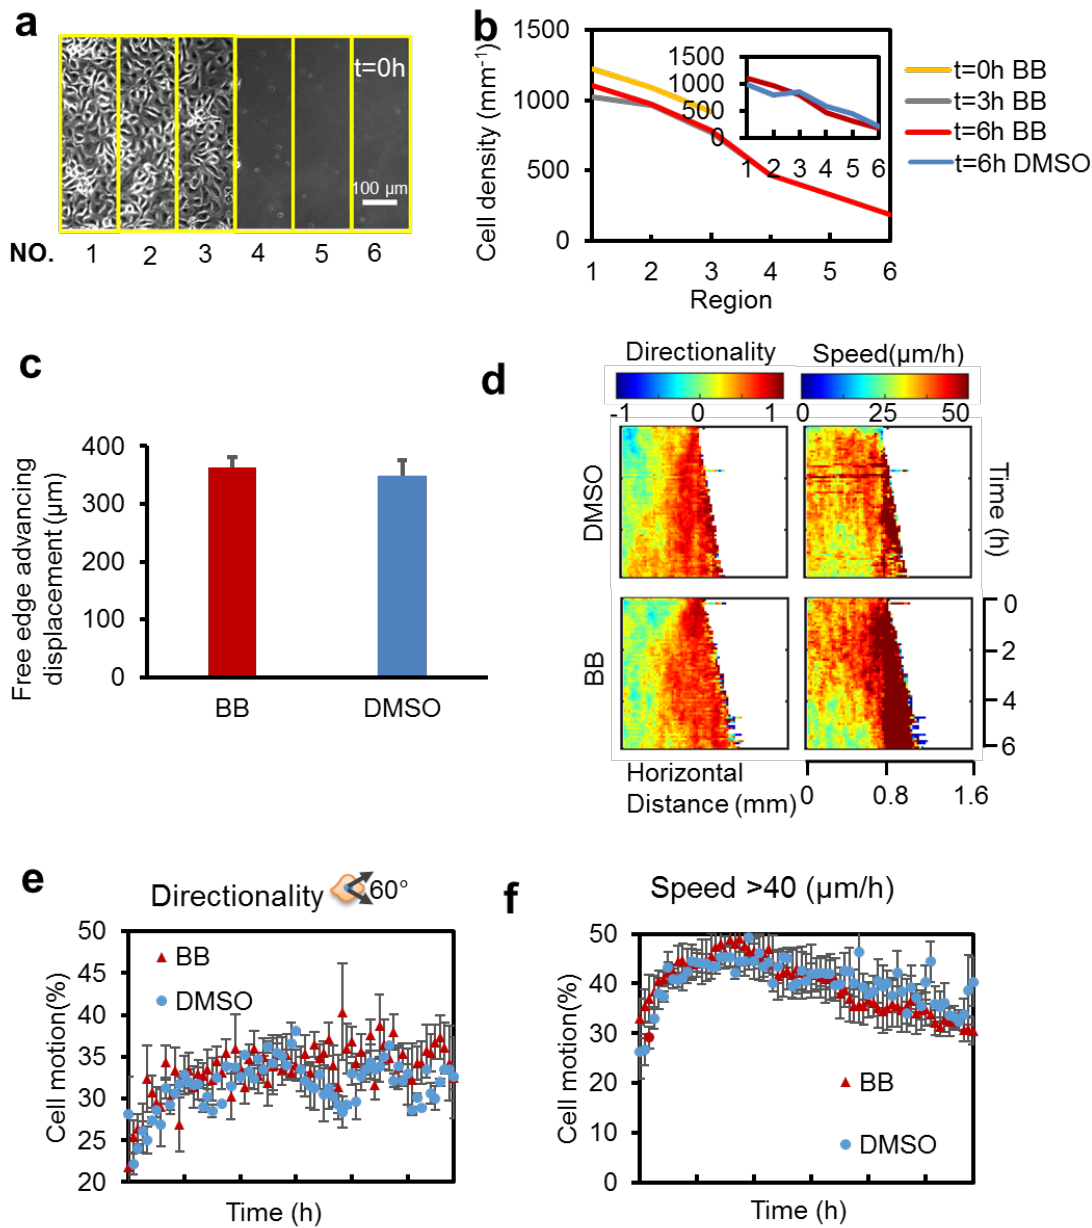 a
t=0h
100 µm
NO. 1 2 3 4 5 6
b
Cell density (mm⁻¹)
1500
1000
500
0
1 2 3 4 5 6
Region
1500
1000
500
0
1 2 3 4 5 6
t=0h BB
t=3h BB
t=6h BB
t=6h DMSO
c
Free edge advancing
displacement (µm)
400
300
200
100
0
BB DMSO
d
Directionality Speed(µm/h)
-1 0 1 0 25 50
DMSO
BB
Time (h)
0
2
4
6
Horizontal
Distance (mm)
0 0.8 1.6
e
Directionality 60°
Cell motion(%)
50
45
40
35
30
25
20
BB
DMSO
Time (h)
f
Speed >40 (µm/h)
Cell motion(%)
50
40
30
20
10
0
BB
DMSO
Time (h)